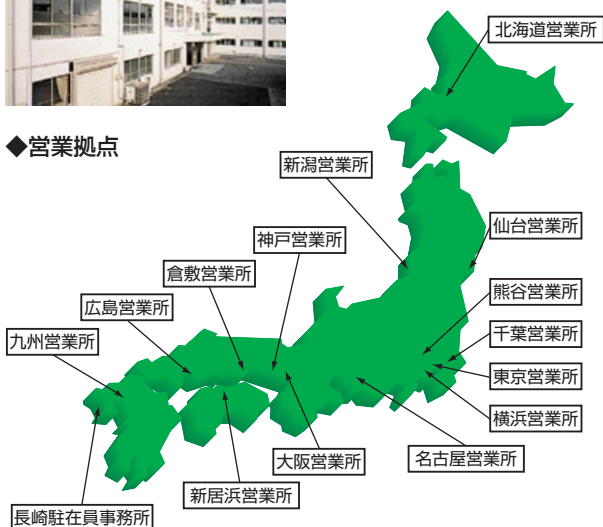 北海道営業所
◆営業拠点
新潟営業所
仙台営業所
神戸営業所
倉敷営業所
熊谷営業所
広島営業所
千葉営業所
九州営業所
東京営業所
横浜営業所
大阪営業所
名古屋営業所
新居浜営業所
長崎駐在員事務所